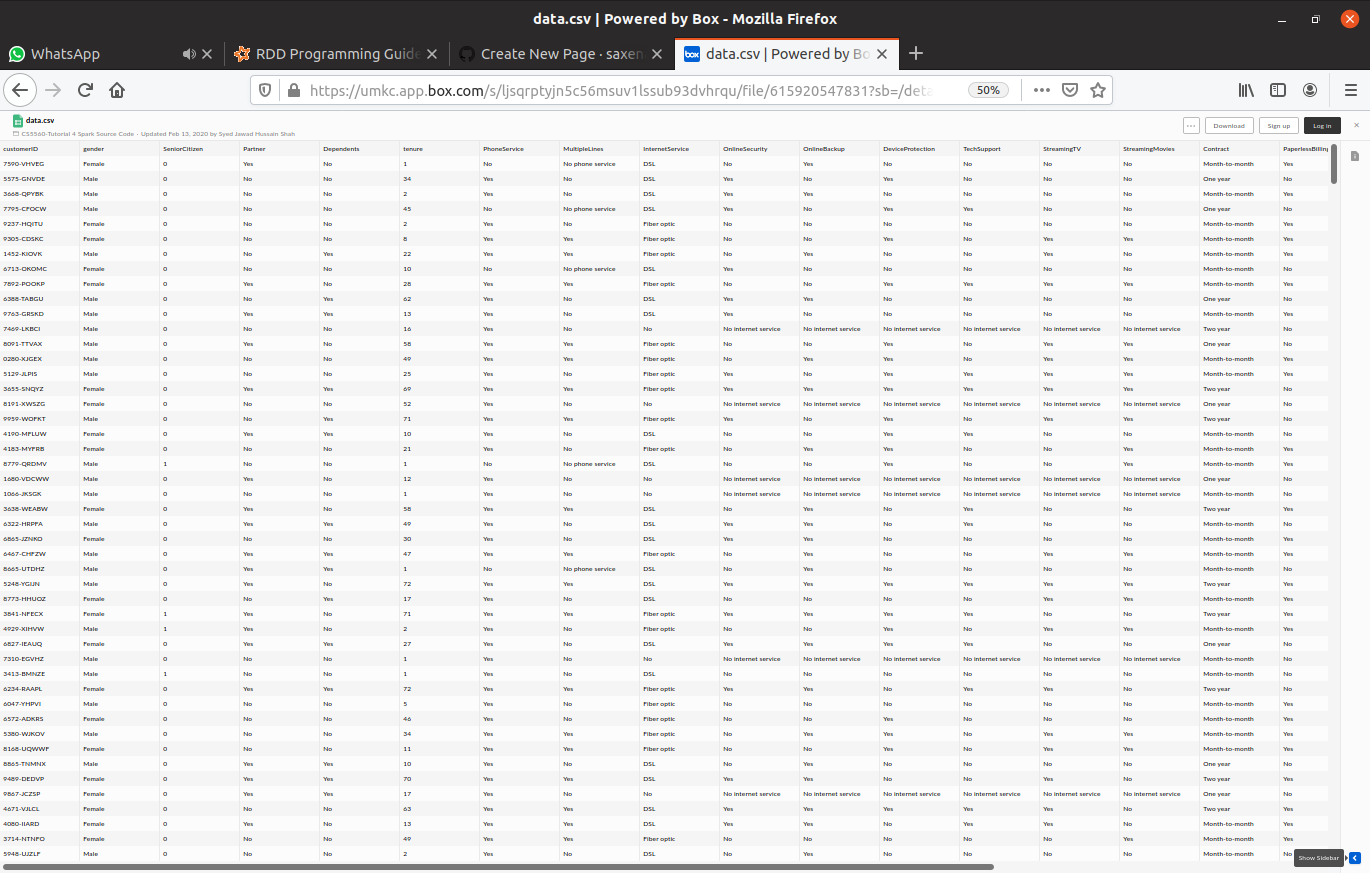 data.csv | Powered by Box - Mozilla Firefox
WhatsApp RDD Programming Guide Create New Page · saxen data.csv | Powered by Bo
https://umkc.app.box.com/s/ljsqrptyjn5c56msuv1lssub93dvhrqu/file/615920547831?sb=/deta 50%
data.csv
CS5560-Tutorial 4 Spark Source Code - Updated Feb 13, 2020 by Syed Jawad Hussain Shah
Download Sign up Log in
customerID gender SeniorCitizen Partner Dependents tenure PhoneService MultipleLines InternetService OnlineSecurity OnlineBackup DeviceProtection TechSupport StreamingTV StreamingMovies Contract PaperlessBilling
7590-VHVEG Female 0 Yes No 1 No No phone service DSL No Yes No No No No Month-to-month Yes
5575-GNVDE Male 0 No No 34 Yes No DSL Yes No Yes No No No One year No
3668-QPYBK Male 0 No No 2 Yes No DSL Yes Yes No No No No Month-to-month Yes
7795-CFOCW Male 0 No No 45 No No phone service DSL Yes No Yes Yes No No One year No
9237-HQITU Female 0 No No 2 Yes No Fiber optic No No No No No No Month-to-month Yes
9305-CDSKC Female 0 No No 8 Yes Yes Fiber optic No No Yes No Yes Yes Month-to-month Yes
1452-KIOVK Male 0 No Yes 22 Yes Yes Fiber optic No Yes No No Yes No Month-to-month Yes
6713-OKOMC Female 0 No No 10 No No phone service DSL Yes No No No No No Month-to-month No
7892-POOKP Female 0 Yes No 28 Yes Yes Fiber optic No No Yes Yes Yes Yes Month-to-month Yes
6388-TABGU Male 0 No Yes 62 Yes No DSL Yes Yes No No No No One year No
9763-GRSKD Male 0 Yes Yes 13 Yes No DSL Yes No No No No No Month-to-month Yes
7469-LKBCI Male 0 No No 16 Yes No No No internet service No internet service No internet service No internet service No internet service No internet service Two year No
8091-TTVAX Male 0 Yes No 58 Yes Yes Fiber optic No No Yes No Yes Yes One year No
0280-XJGEX Male 0 No No 49 Yes Yes Fiber optic No Yes Yes No Yes Yes Month-to-month Yes
5129-JLPIS Male 0 No No 25 Yes No Fiber optic Yes No Yes Yes Yes Yes Month-to-month Yes
3655-SNQYZ Female 0 Yes Yes 69 Yes Yes Fiber optic Yes Yes Yes Yes Yes Yes Two year No
8191-XWSZG Female 0 No No 52 Yes No No No internet service No internet service No internet service No internet service No internet service No internet service One year No
9959-WOFKT Male 0 No Yes 71 Yes Yes Fiber optic Yes No Yes No Yes Yes Two year No
4190-MFLUW Female 0 Yes Yes 10 Yes No DSL No No Yes Yes No No Month-to-month No
4183-MYFRB Female 0 No No 21 Yes No Fiber optic No Yes Yes No No Yes Month-to-month Yes
8779-QRDMV Male 1 No No 1 No No phone service DSL No No Yes No No Yes Month-to-month Yes
1680-VDCWW Male 0 Yes No 12 Yes No No No internet service No internet service No internet service No internet service No internet service No internet service One year No
1066-JKSGK Male 0 No No 1 Yes No No No internet service No internet service No internet service No internet service No internet service No internet service Month-to-month No
3638-WEABW Female 0 Yes No 58 Yes Yes DSL No Yes No Yes No No Two year Yes
6322-HRPFA Male 0 Yes Yes 49 Yes No DSL Yes Yes No Yes No No Month-to-month No
6865-JZNKO Female 0 No No 30 Yes No DSL Yes Yes No No No No Month-to-month Yes
6467-CHFZW Male 0 Yes Yes 47 Yes Yes Fiber optic No Yes No No Yes Yes Month-to-month Yes
8665-UTDHZ Male 0 Yes Yes 1 No No phone service DSL No Yes No No No No Month-to-month No
5248-YGIJN Male 0 Yes No 72 Yes Yes DSL Yes Yes Yes Yes Yes Yes Two year Yes
8773-HHUOZ Female 0 No Yes 17 Yes No DSL No No No No Yes Yes Month-to-month Yes
3841-NFECX Female 1 Yes No 71 Yes Yes Fiber optic Yes Yes Yes Yes No No Two year Yes
4929-XIHVW Male 1 Yes No 2 Yes No Fiber optic No No Yes No Yes Yes Month-to-month Yes
6827-IEAUQ Female 0 Yes Yes 27 Yes No DSL Yes Yes Yes Yes No No One year No
7310-EGVHZ Male 0 No No 1 Yes No No No internet service No internet service No internet service No internet service No internet service No internet service Month-to-month No
3413-BMNZE Male 1 No No 1 Yes No DSL No No No No No No Month-to-month No
6234-RAAPL Female 0 Yes Yes 72 Yes Yes Fiber optic Yes Yes No Yes Yes No Two year No
6047-YHPVI Male 0 No No 5 Yes No Fiber optic No No No No No No Month-to-month Yes
6572-ADKRS Female 0 No No 46 Yes No Fiber optic No No Yes No No No Month-to-month Yes
5380-WJKOV Male 0 No No 34 Yes Yes Fiber optic No Yes Yes No Yes Yes Month-to-month Yes
8168-UQWWF Female 0 No No 11 Yes Yes Fiber optic No No Yes No Yes Yes Month-to-month Yes
8865-TNMNX Male 0 Yes Yes 10 Yes No DSL No Yes No No No No One year No
9489-DEDVP Female 0 Yes Yes 70 Yes Yes DSL Yes Yes No No Yes No Two year Yes
9867-JCZSP Female 0 Yes Yes 17 Yes No No No internet service No internet service No internet service No internet service No internet service No internet service One year No
4671-VJLCL Female 0 No No 63 Yes Yes DSL Yes Yes Yes Yes Yes No Two year Yes
4080-IIARD Female 0 Yes No 13 Yes Yes DSL Yes Yes No Yes Yes No Month-to-month Yes
3714-NTNFO Female 0 No No 49 Yes Yes Fiber optic No No No No No Yes Month-to-month Yes
5948-UJZLF Male 0 No No 2 Yes No DSL No Yes No No No No Month-to-month No
Show Sidebar